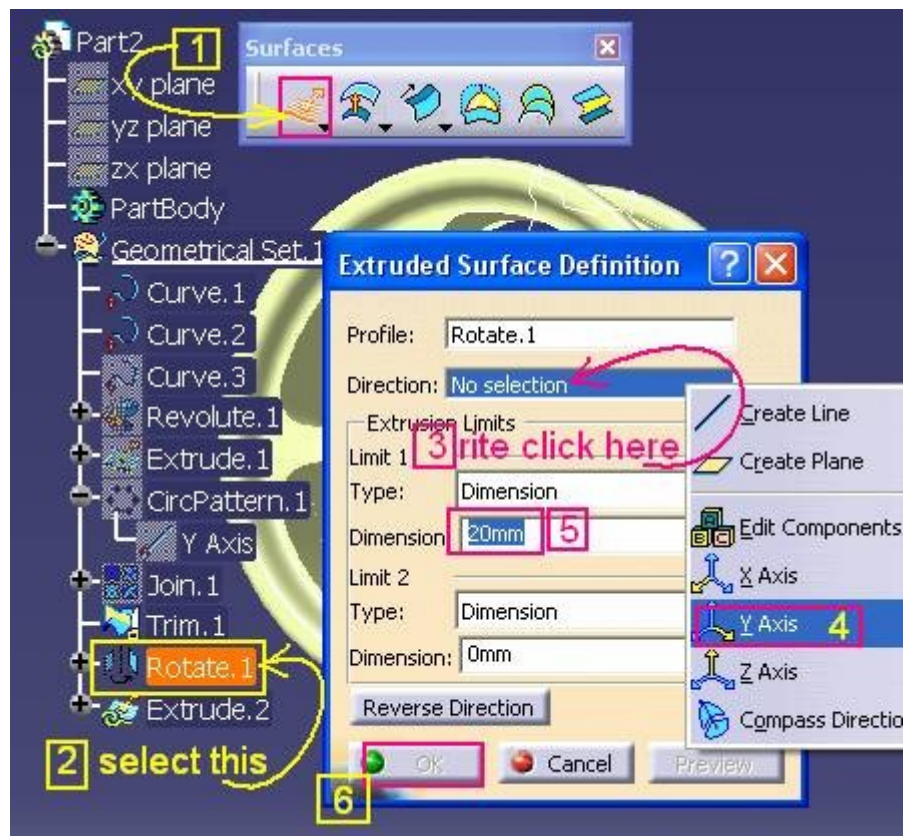 Part2
1
Surfaces
xy plane
yz plane
zx plane
PartBody
Geometrical Set.1
Curve.1
Curve.2
Curve.3
Revolute.1
Extrude.1
CircPattern.1
Y Axis
Join.1
Trim.1
Rotate.1
Extrude.2
2 select this
Extruded Surface Definition
Profile: Rotate.1
Direction: No selection
Extrusion Limits
3 rite click here
Limit 1
Type: Dimension
Dimension 20mm 5
Limit 2
Type: Dimension
Dimension: 0mm
Reverse Direction
OK Cancel Preview
6
Create Line
Create Plane
Edit Components
X Axis
Y Axis 4
Z Axis
Compass Directio